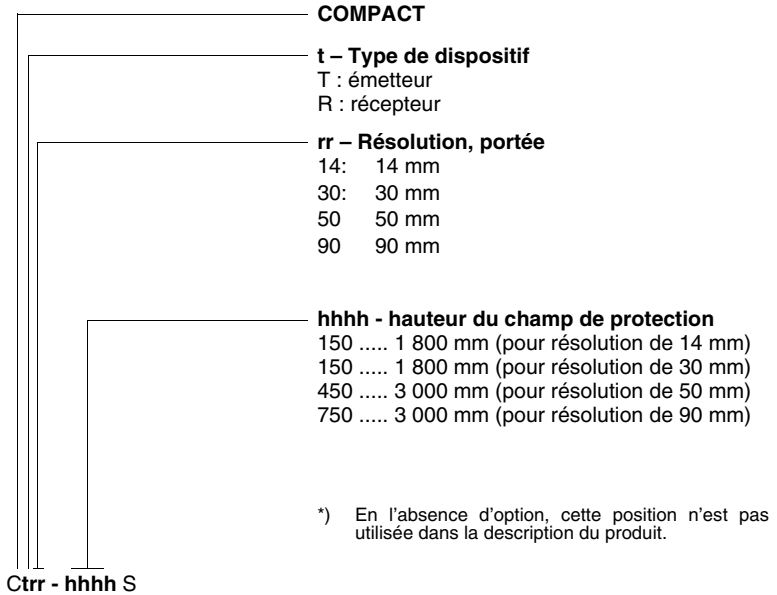 COMPACT
t – Type de dispositif
T : émetteur
R : récepteur
rr – Résolution, portée
14: 14 mm
30: 30 mm
50 50 mm
90 90 mm
hhhh - hauteur du champ de protection
150 ..... 1 800 mm (pour résolution de 14 mm)
150 ..... 1 800 mm (pour résolution de 30 mm)
450 ..... 3 000 mm (pour résolution de 50 mm)
750 ..... 3 000 mm (pour résolution de 90 mm)
*) En l’absence d’option, cette position n’est pas
utilisée dans la description du produit.
Ctrr - hhhh S